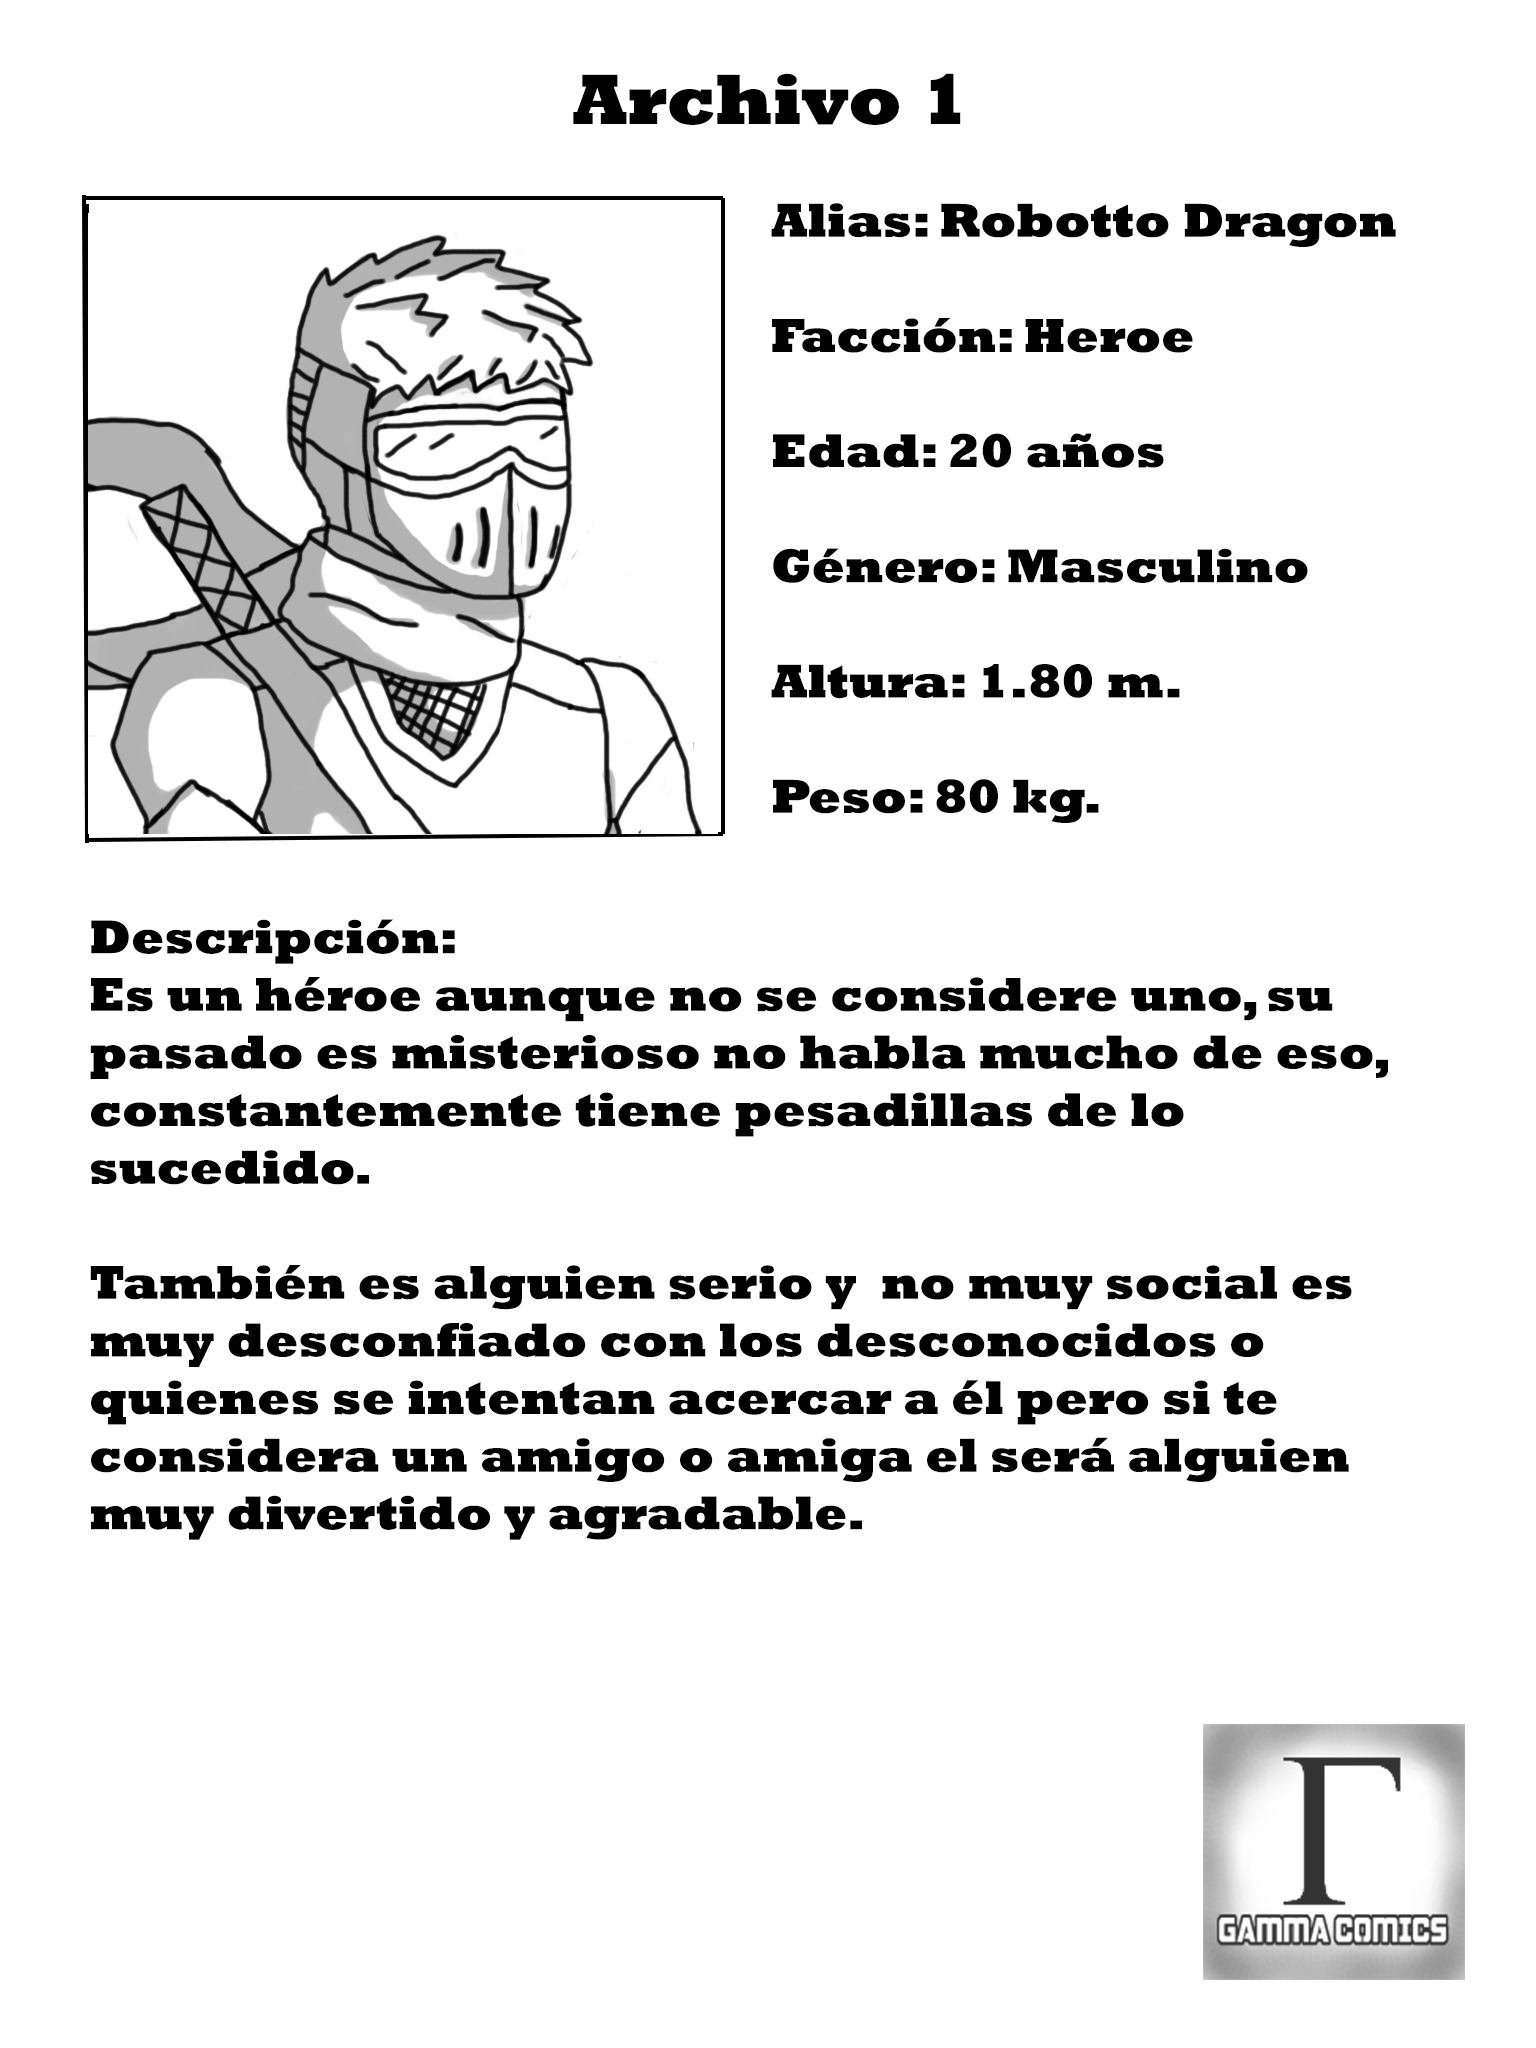 Archivo 1
Alias: Robotto Dragon
Facción: Heroe
Edad: 20 años
Género: Masculino
Altura: 1.80 m.
Peso: 80 kg.
Descripción:
Es un héroe aunque no se considere uno, su
pasado es misterioso no habla mucho de eso,
constantemente tiene pesadillas de lo
sucedido.
También es alguien serio y  no muy social es
muy desconfiado con los desconocidos o
quienes se intentan acercar a él pero si te
considera un amigo o amiga el será alguien
muy divertido y agradable.
Γ
GAMMA COMICS